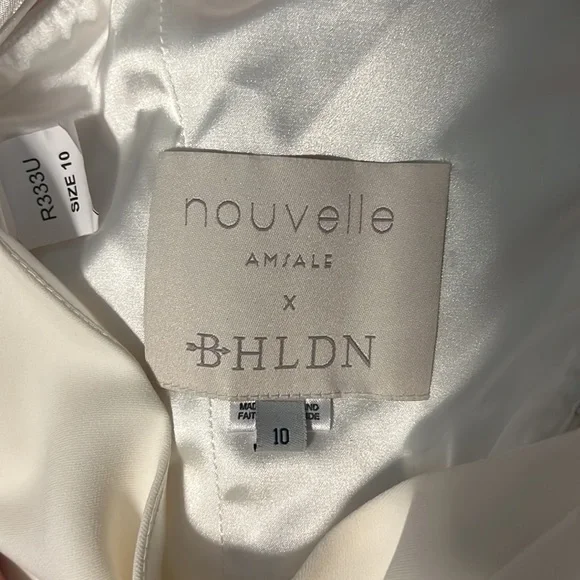 R333U
SIZE 10
nouvelle
AMSALE
X
BHLDN
10